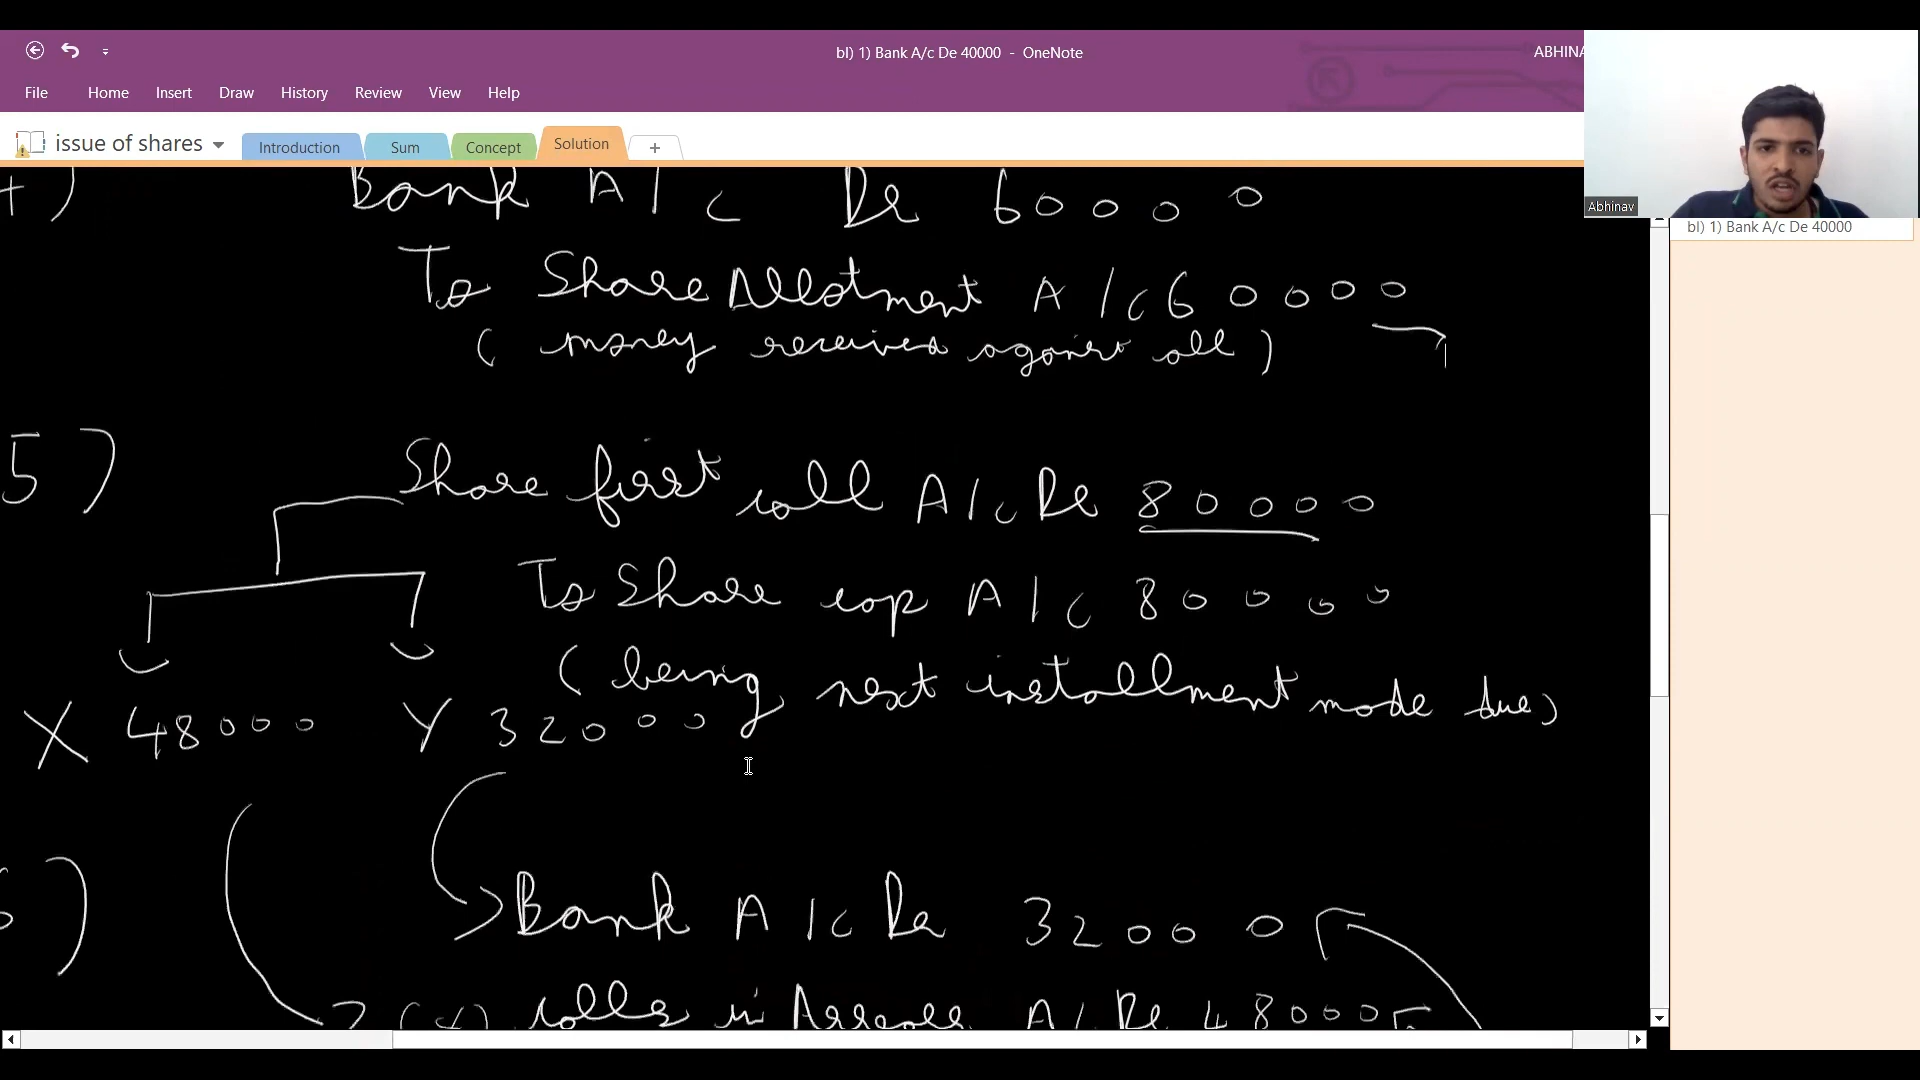 bI) 1) Bank A/c De 40000 - OneNote
ABHINA
File Home Insert Draw History Review View Help
issue of shares Introduction Sum Concept Solution +
Abhinav
bI) 1) Bank A/c De 40000
Bank A/c De 60000
To Share Allotment A/c 60000
(money received against all)
5) Share first call A/c De 80000
To Share cap A/c 80000
(being next installment made due)
X 48000 Y 32000
Bank A/c De 32000
(+) calls in Arrears A/c De 48000